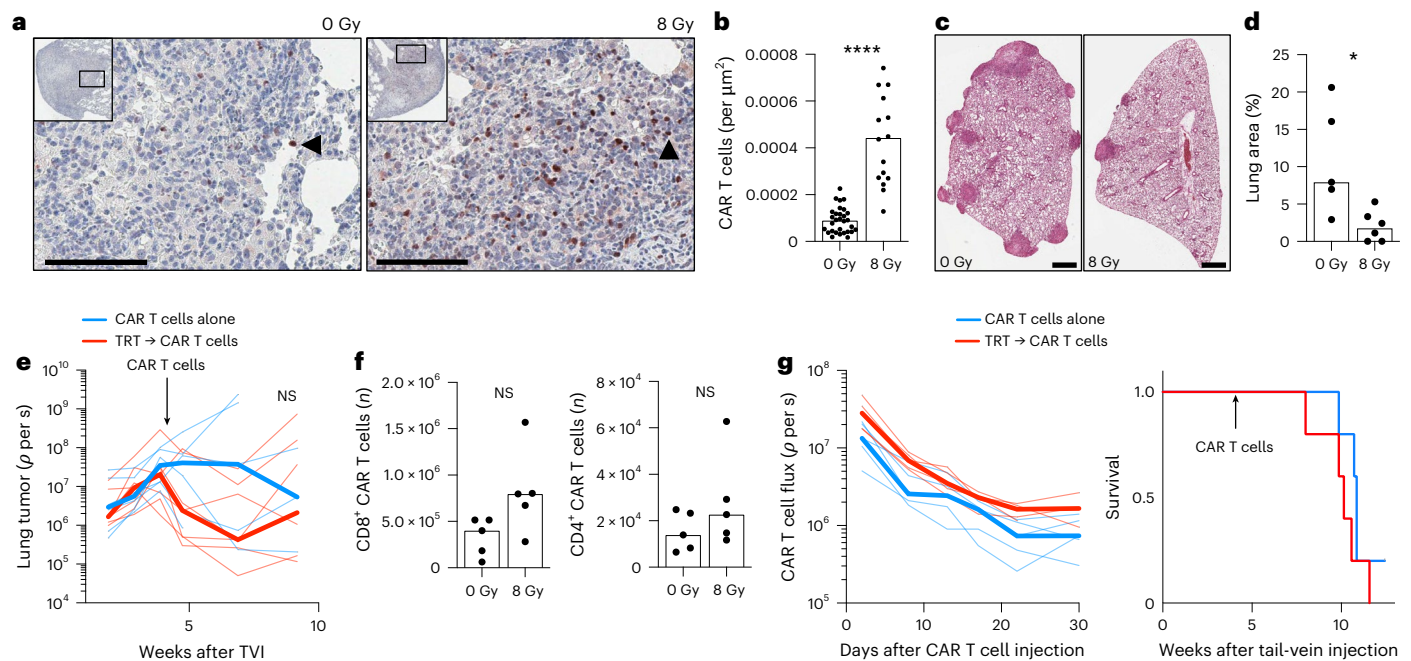 a
0 Gy
8 Gy
b
CAR T cells (per µm²)
0.0008
0.0006
0.0004
0.0002
0
****
0 Gy
8 Gy
c
0 Gy
8 Gy
d
Lung area (%)
25
20
15
10
5
0
*
0 Gy
8 Gy
CAR T cells alone
TRT → CAR T cells
e
CAR T cells
NS
Lung tumor (ρ per s)
10¹⁰
10⁹
10⁸
10⁷
10⁶
10⁵
10⁴
5
10
Weeks after TVI
f
CD8⁺ CAR T cells (n)
2.0 × 10⁶
1.5 × 10⁶
1.0 × 10⁶
5.0 × 10⁵
0
NS
0 Gy
8 Gy
CD4⁺ CAR T cells (n)
8 × 10⁴
6 × 10⁴
4 × 10⁴
2 × 10⁴
0
NS
0 Gy
8 Gy
CAR T cells alone
TRT → CAR T cells
g
CAR T cell flux (ρ per s)
10⁸
10⁷
10⁶
10⁵
0
10
20
30
Days after CAR T cell injection
Survival
1.0
0.5
0
CAR T cells
0
5
10
Weeks after tail-vein injection